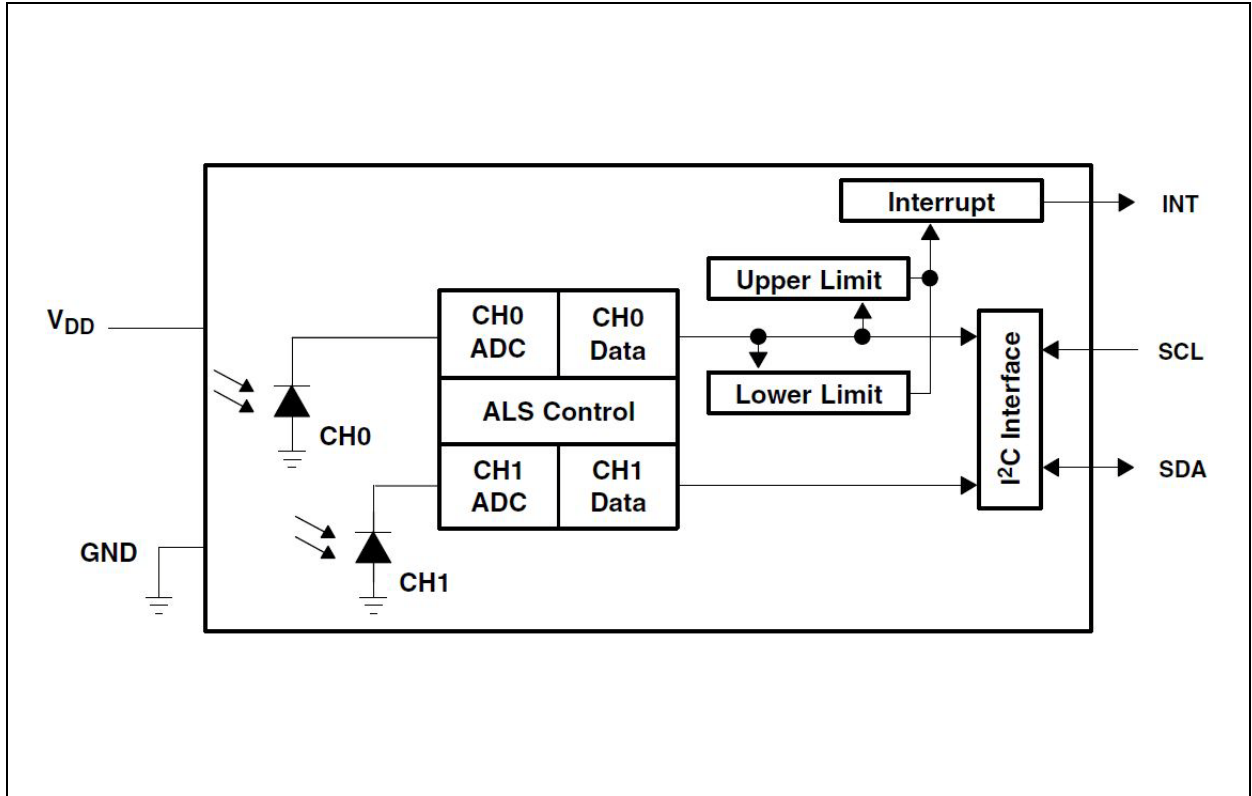 Interrupt
INT
Upper Limit
V_DD
CH0
ADC
CH0
Data
Lower Limit
SCL
ALS Control
CH0
I²C Interface
CH1
ADC
CH1
Data
SDA
GND
CH1